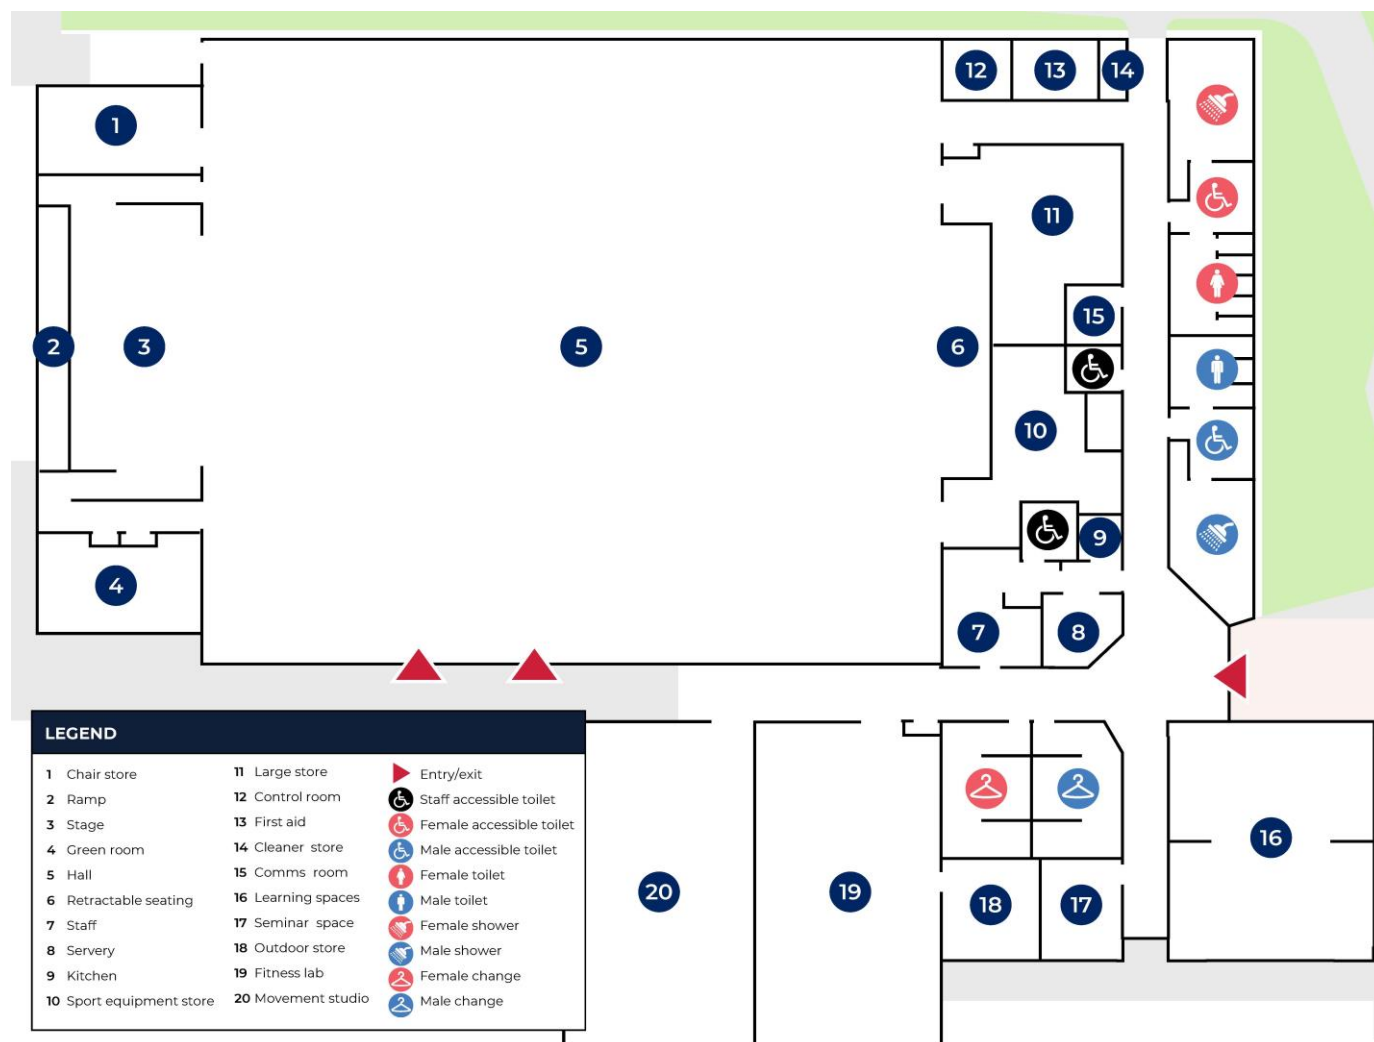 12
13
14
1
11
15
2
3
5
6
10
9
4
7
8
16
20
19
18
17
LEGEND
1 Chair store
2 Ramp
3 Stage
4 Green room
5 Hall
6 Retractable seating
7 Staff
8 Servery
9 Kitchen
10 Sport equipment store
11 Large store
12 Control room
13 First aid
14 Cleaner store
15 Comms room
16 Learning spaces
17 Seminar space
18 Outdoor store
19 Fitness lab
20 Movement studio
Entry/exit
Staff accessible toilet
Female accessible toilet
Male accessible toilet
Female toilet
Male toilet
Female shower
Male shower
Female change
Male change